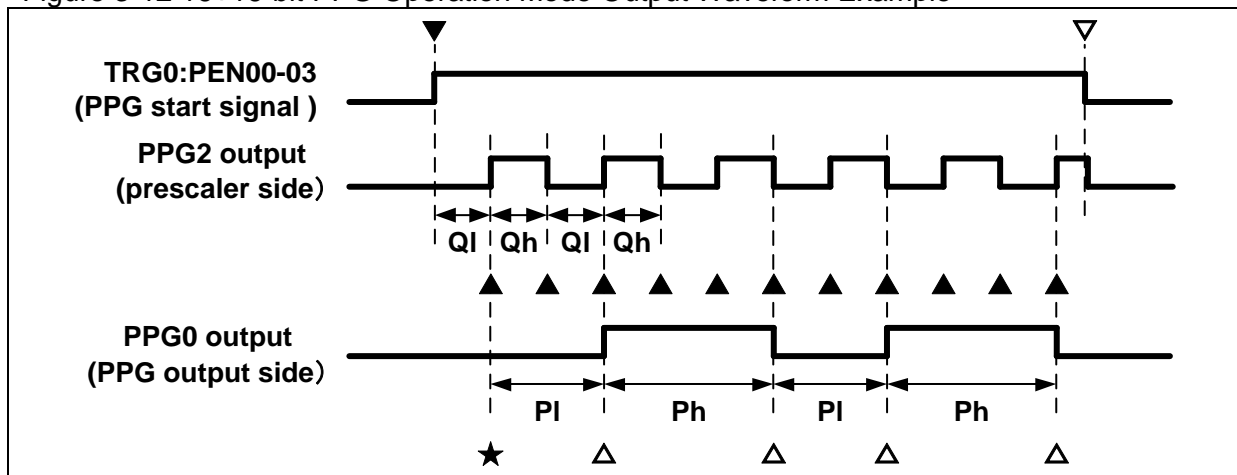 TRG0:PEN00-03
(PPG start signal )
PPG2 output
(prescaler side)
Ql Qh Ql Qh
PPG0 output
(PPG output side)
Pl Ph Pl Ph